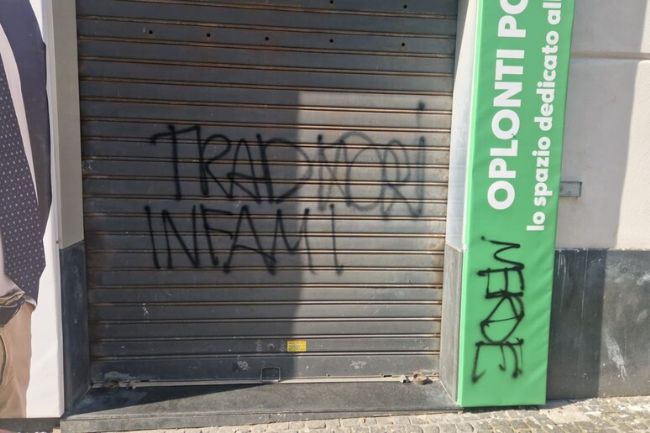 TRADITORI
INFAMI
OPLONTI PO
lo spazio dedicato al
MERDE